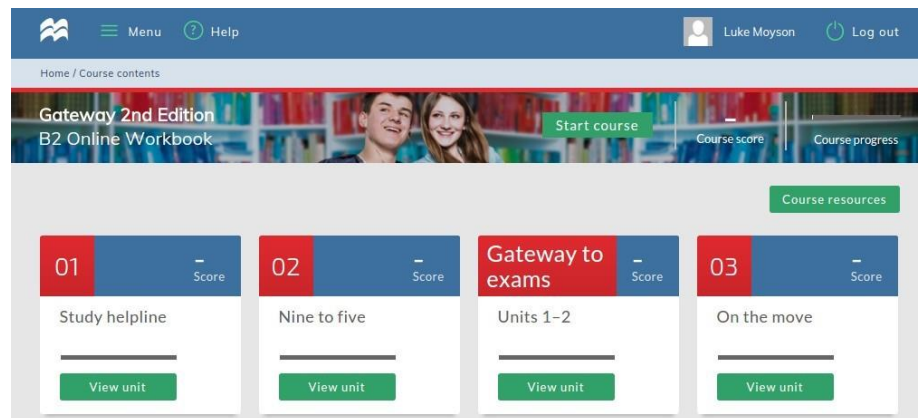 Menu ? Help Luke Moyson Log out
Home / Course contents
Gateway 2nd Edition
B2 Online Workbook
Start course
–
Course score
Course progress
Course resources
01
–
Score
Study helpline
View unit
02
–
Score
Nine to five
View unit
Gateway to
exams
–
Score
Units 1–2
View unit
03
–
Score
On the move
View unit